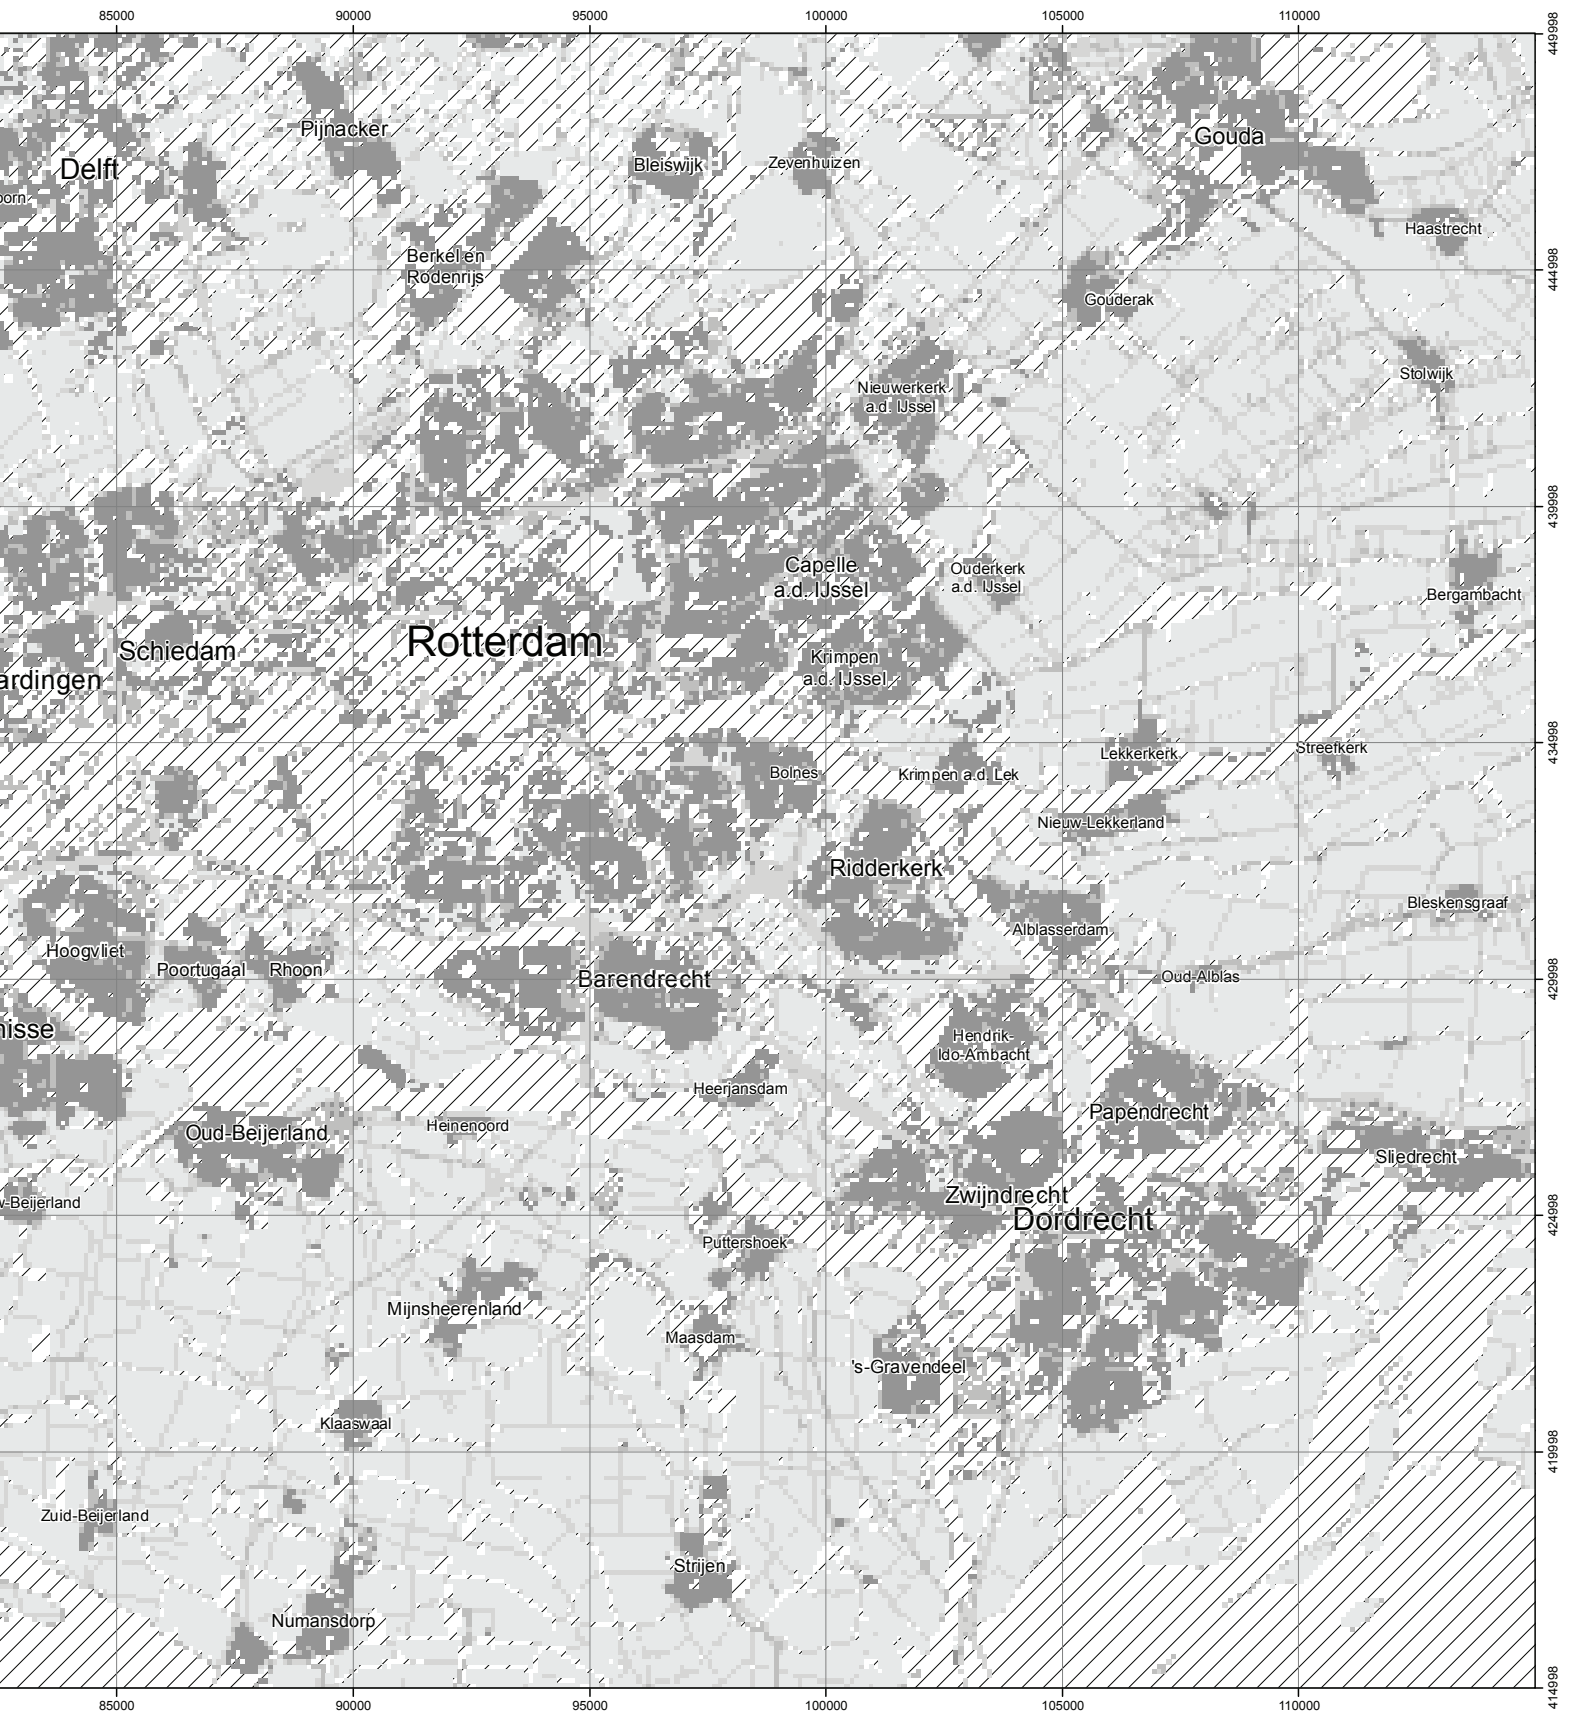 85000 90000 95000 100000 105000 110000
449998
Pijnacker
Gouda
Delft
Bleiswijk
Zevenhuizen
Haastrecht
Berkel en
Rodenrijs
444998
Gouderak
Stolwijk
Nieuwerkerk
a.d. IJssel
439998
Capelle
a.d. IJssel
Ouderkerk
a.d. IJssel
Bergambacht
Rotterdam
Schiedam
Krimpen
a.d. IJssel
ardingen
434998
Lekkerkerk
Streefkerk
Bolnes
Krimpen a.d. Lek
Nieuw-Lekkerland
Ridderkerk
Bleskensgraaf
Alblasserdam
Hoogvliet
Poortugaal
Rhoon
Barendrecht
Oud-Alblas
429998
nisse
Hendrik-
Ido-Ambacht
Heerjansdam
Papendrecht
Heinenoord
Oud-Beijerland
Sliedrecht
w-Beijerland
Zwijndrecht
Dordrecht
424998
Puttershoek
Mijnsheerenland
Maasdam
's-Gravendeel
Klaaswaal
419998
Zuid-Beijerland
Strijen
Numansdorp
414998
85000 90000 95000 100000 105000 110000